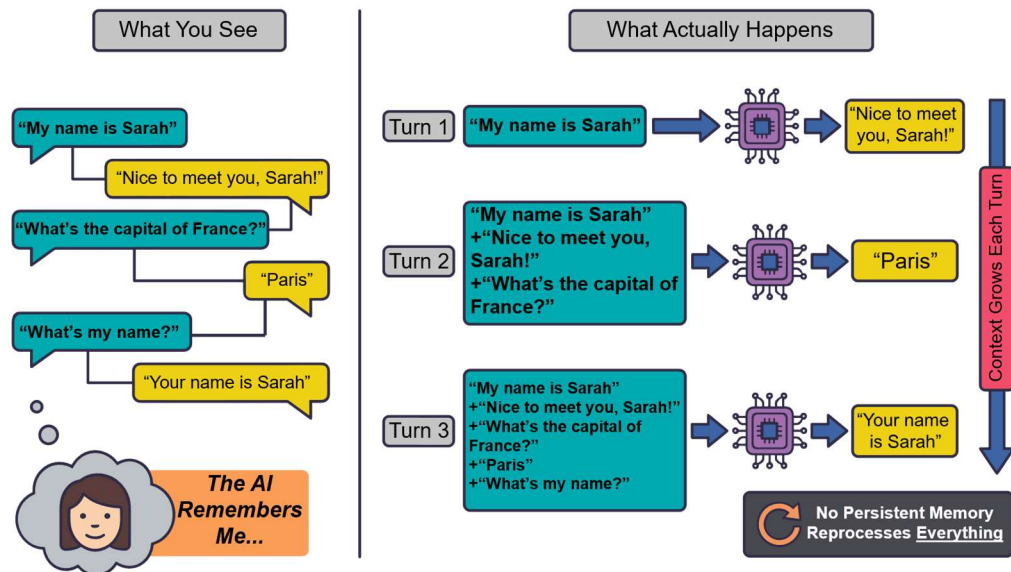 What You See
“My name is Sarah”
“Nice to meet you, Sarah!”
“What’s the capital of France?”
“Paris”
“What’s my name?”
“Your name is Sarah”
The AI
Remembers
Me...
What Actually Happens
Turn 1
“My name is Sarah”
“Nice to meet
you, Sarah!”
Turn 2
“My name is Sarah”
+“Nice to meet you,
Sarah!”
+“What’s the capital of
France?”
“Paris”
Turn 3
“My name is Sarah”
+“Nice to meet you, Sarah!”
+“What’s the capital of
France?”
+“Paris”
+“What’s my name?”
“Your name
is Sarah”
Context Grows Each Turn
No Persistent Memory
Reprocesses Everything